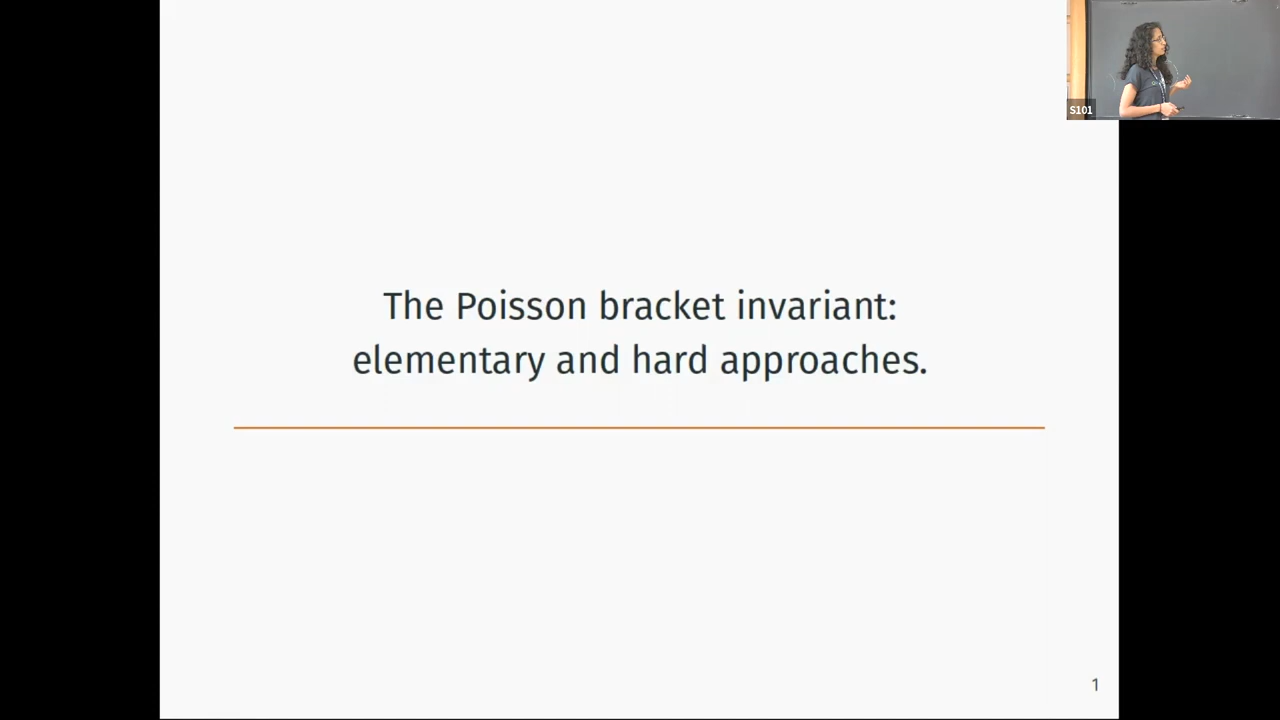 S101
The Poisson bracket invariant:
elementary and hard approaches.
1